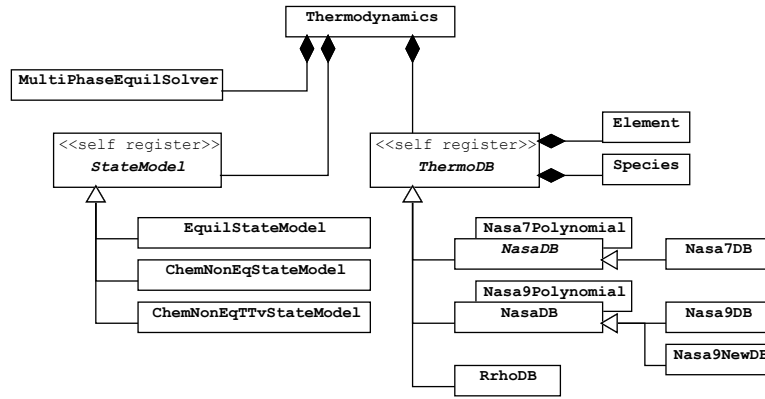 Thermodynamics
MultiPhaseEquilSolver
<<self register>>
StateModel
<<self register>>
ThermoDB
Element
Species
EquilStateModel
ChemNonEqStateModel
ChemNonEqTTvStateModel
Nasa7Polynomial
NasaDB
Nasa7DB
Nasa9Polynomial
NasaDB
Nasa9DB
Nasa9NewDB
RrhoDB